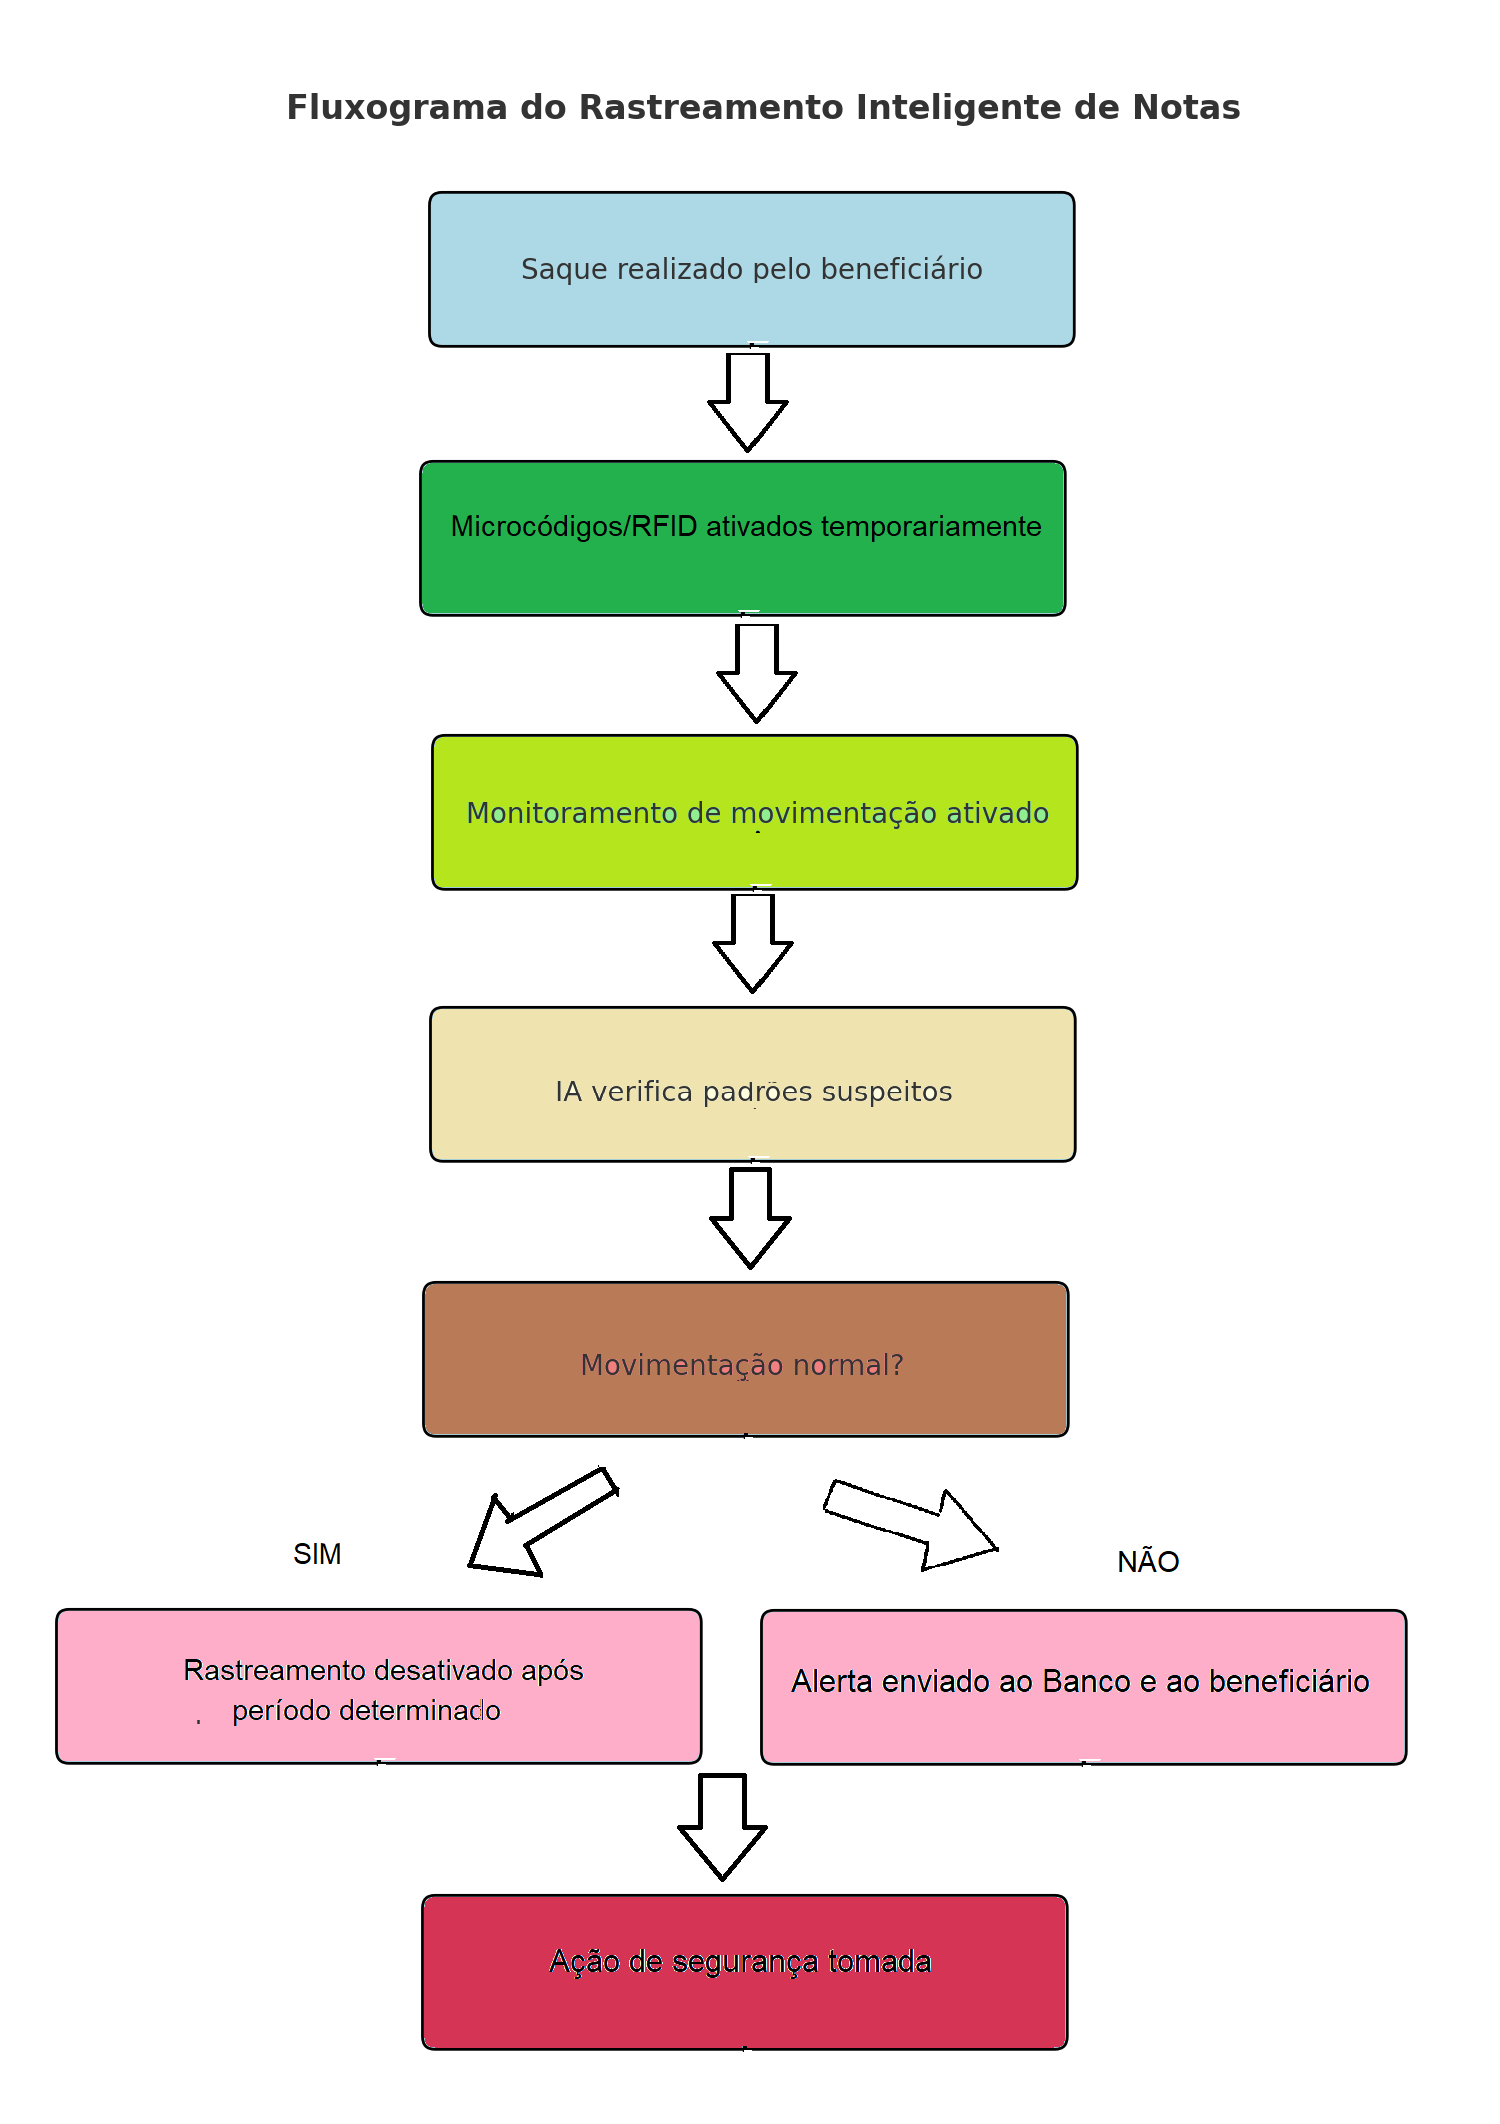 Fluxograma do Rastreamento Inteligente de Notas
Saque realizado pelo beneficiário
Microcódigos/RFID ativados temporariamente
Monitoramento de movimentação ativado
IA verifica padrões suspeitos
Movimentação normal?
SIM
NÃO
Rastreamento desativado após
período determinado
Alerta enviado ao Banco e ao beneficiário
Ação de segurança tomada